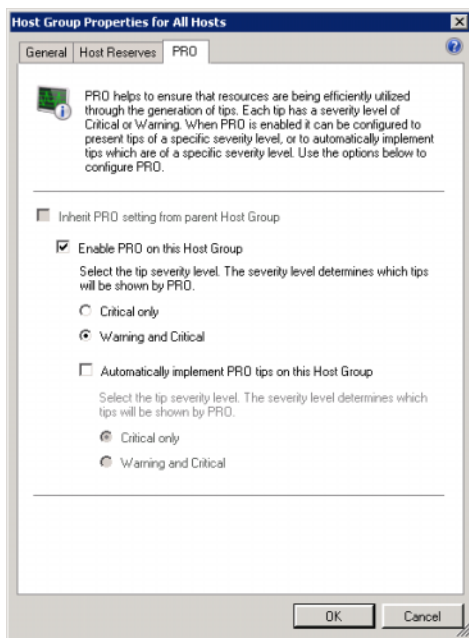 Host Group Properties for All Hosts
General Host Reserves PRO
PRO helps to ensure that resources are being efficiently utilized
through the generation of tips. Each tip has a severity level of
Critical or Warning. When PRO is enabled it can be configured to
present tips of a specific severity level, or to automatically implement
tips which are of a specific severity level. Use the options below to
configure PRO.
Inherit PRO setting from parent Host Group
Enable PRO on this Host Group
Select the tip severity level. The severity level determines which tips
will be shown by PRO.
Critical only
Warning and Critical
Automatically implement PRO tips on this Host Group
Select the tip severity level. The severity level determines which
tips will be shown by PRO.
Critical only
Warning and Critical
OK Cancel